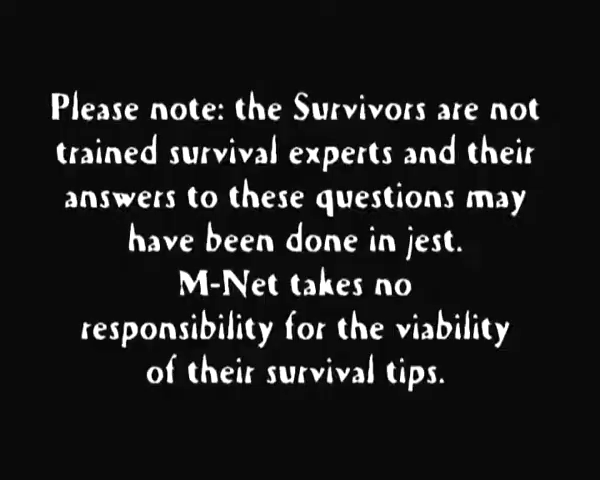 Please note: the Survivors are not
trained survival experts and their
answers to these questions may
have been done in jest.
M-Net takes no
responsibility for the viability
of their survival tips.